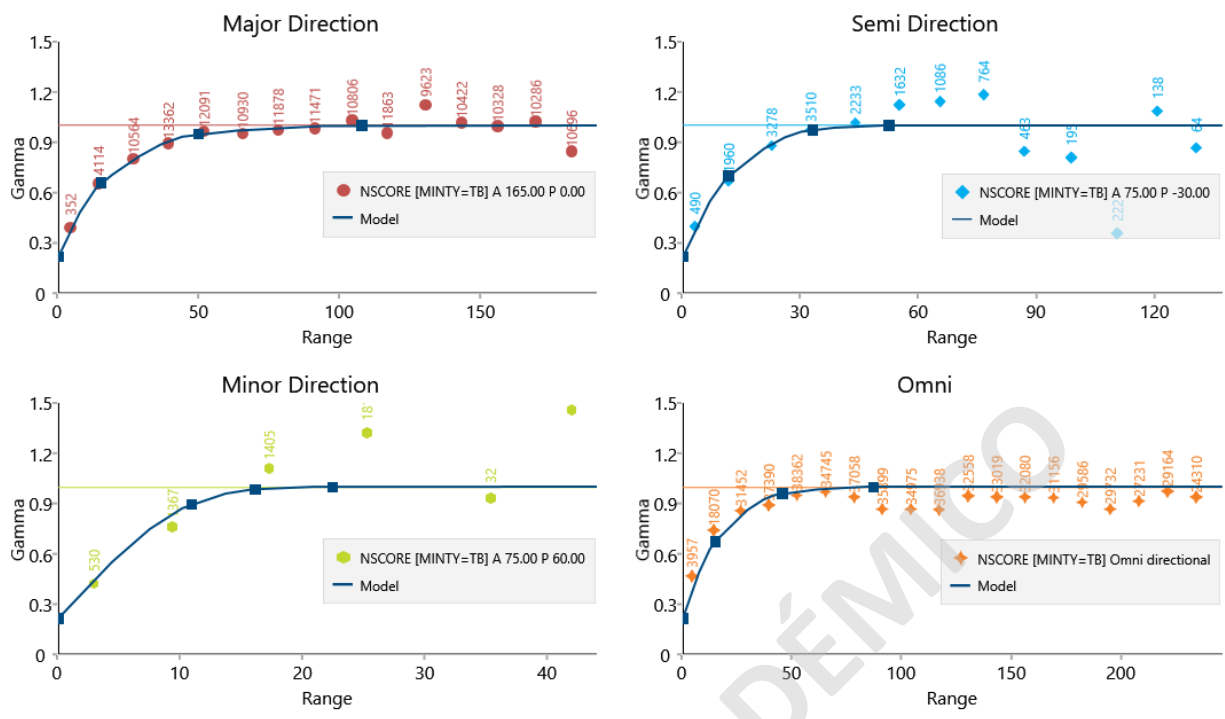 Major Direction
1.5
1.2
0.9
0.6
0.3
0
Gamma
352
4114
10564
13362
12091
10930
11878
11471
10806
1863
9623
10422
10328
10286
10696
NSCORE [MINTY=TB] A 165.00 P 0.00
Model
0 50 100 150
Range
Semi Direction
1.5
1.2
0.9
0.6
0.3
0
Gamma
490
1960
3278
3510
2233
1632
1086
764
463
195
222
138
64
NSCORE [MINTY=TB] A 75.00 P -30.00
Model
0 30 60 90 120
Range
Minor Direction
1.5
1.2
0.9
0.6
0.3
0
Gamma
530
1405
32
NSCORE [MINTY=TB] A 75.00 P 60.00
Model
0 10 20 30 40
Range
Omni
1.5
1.2
0.9
0.6
0.3
0
Gamma
3957
18070
31452
27390
38362
34745
37058
35899
34975
36938
32558
33019
32080
31156
29586
29732
27231
29164
24310
NSCORE [MINTY=TB] Omni directional
Model
0 50 100 150 200
Range
DÉMICO